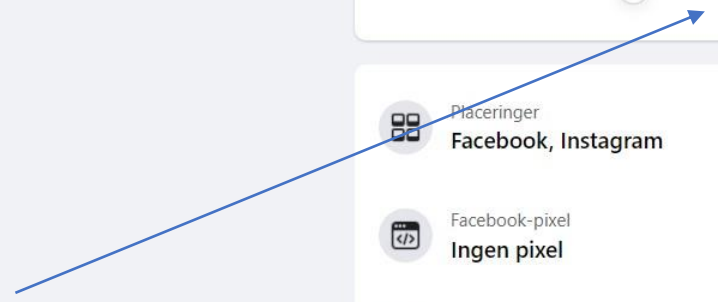 Placeringer
Facebook, Instagram
Facebook-pixel
Ingen pixel